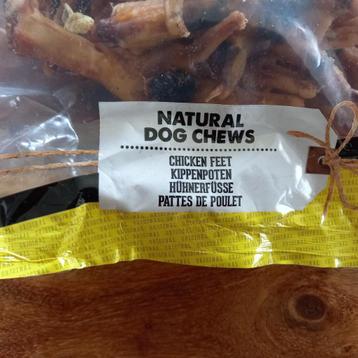 NATURAL
DOG CHEWS
CHICKEN FEET
KIPPENPOTEN
HÜHNERFÜSSE
PATTES DE POULET